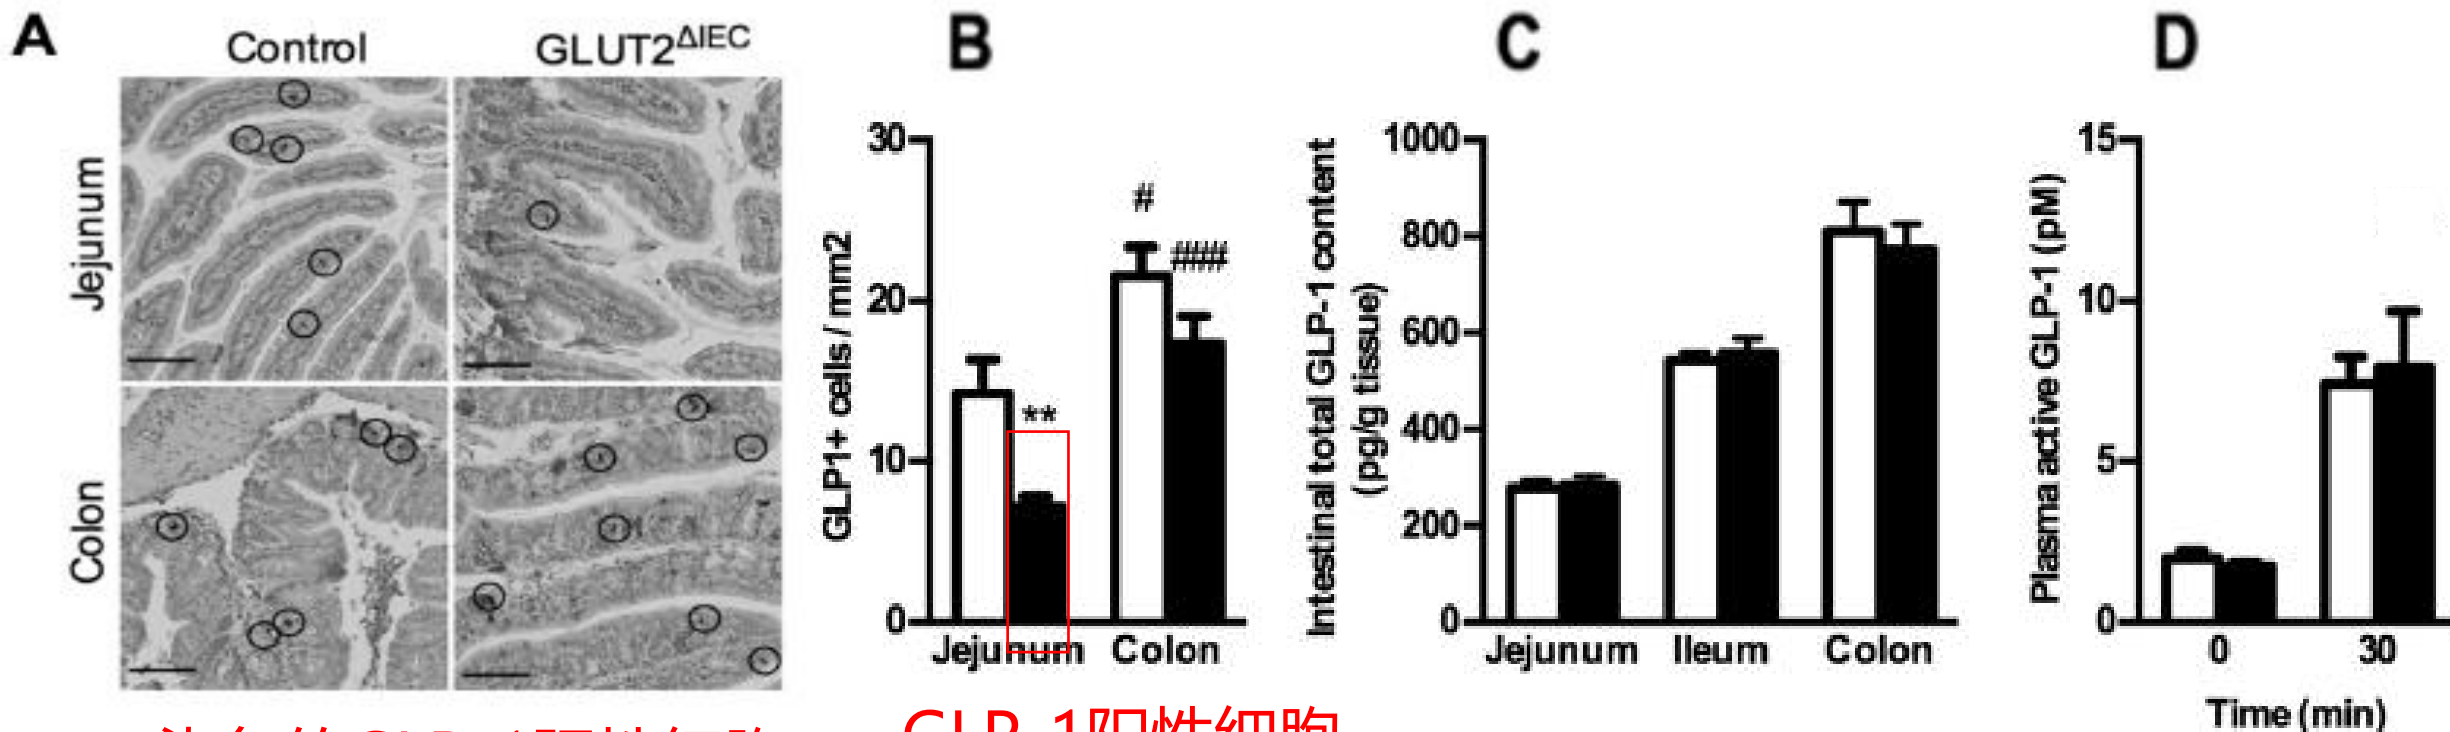 A
Control
GLUT2ΔIEC
Jejunum
Colon
B
GLP1+ cells / mm2
30
20
10
0
**
#
###
Jejunum
Colon
C
Intestinal total GLP-1 content
(pg/g tissue)
1000
800
600
400
200
0
Jejunum
Ileum
Colon
D
Plasma active GLP-1 (pM)
15
10
5
0
0
30
Time (min)
GLP-1阳性细胞